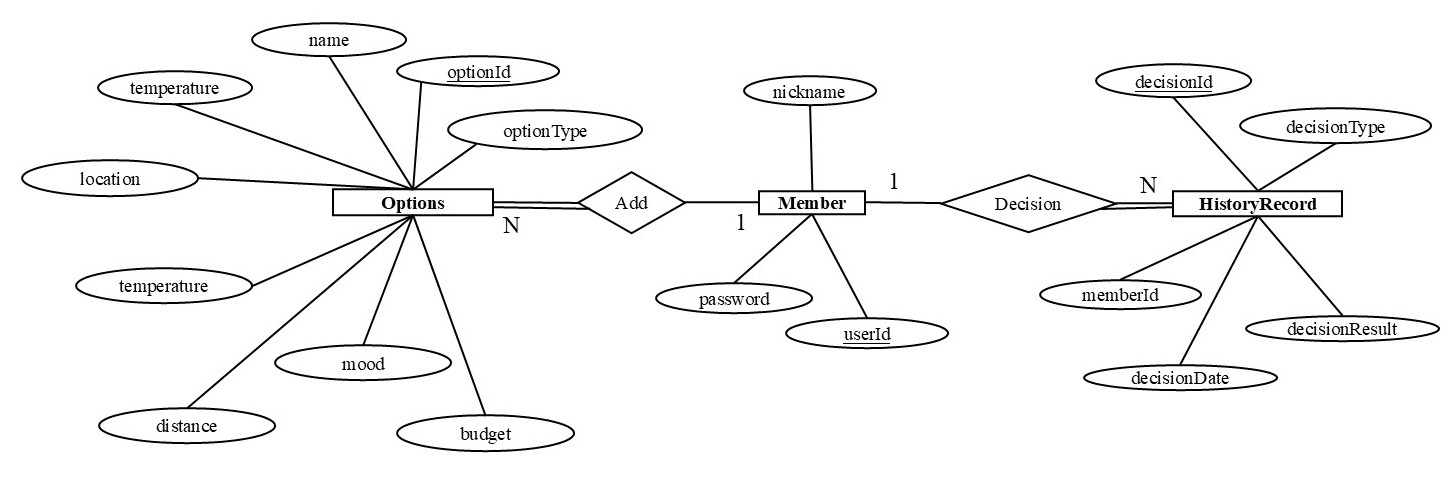 name
optionId
temperature
optionType
location
Options
N
Add
1
temperature
mood
distance
budget
nickname
Member
password
userId
1
Decision
N
decisionId
decisionType
HistoryRecord
memberId
decisionResult
decisionDate